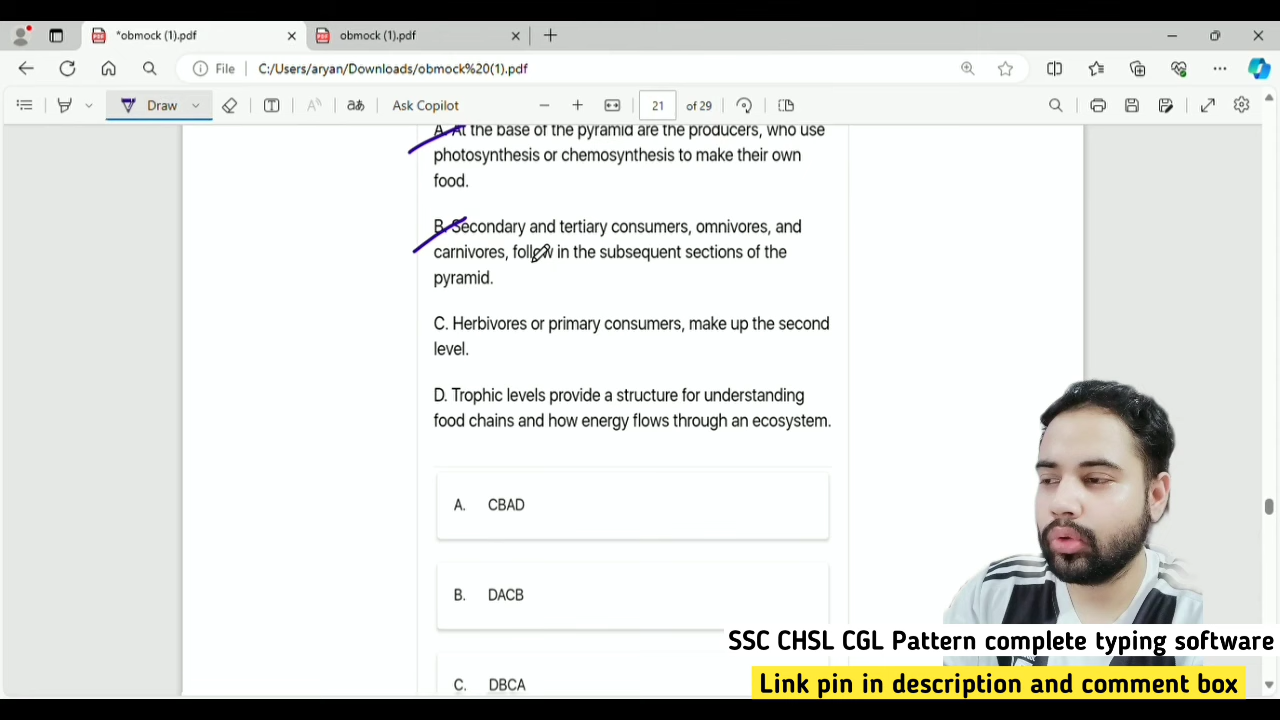 *obmock (1).pdf
obmock (1).pdf
File C:/Users/aryan/Downloads/obmock%20(1).pdf
Draw Ask Copilot 21 of 29
A. At the base of the pyramid are the producers, who use
photosynthesis or chemosynthesis to make their own
food.
B. Secondary and tertiary consumers, omnivores, and
carnivores, follow in the subsequent sections of the
pyramid.
C. Herbivores or primary consumers, make up the second
level.
D. Trophic levels provide a structure for understanding
food chains and how energy flows through an ecosystem.
A. CBAD
B. DACB
C. DBCA
SSC CHSL CGL Pattern complete typing software
Link pin in description and comment box